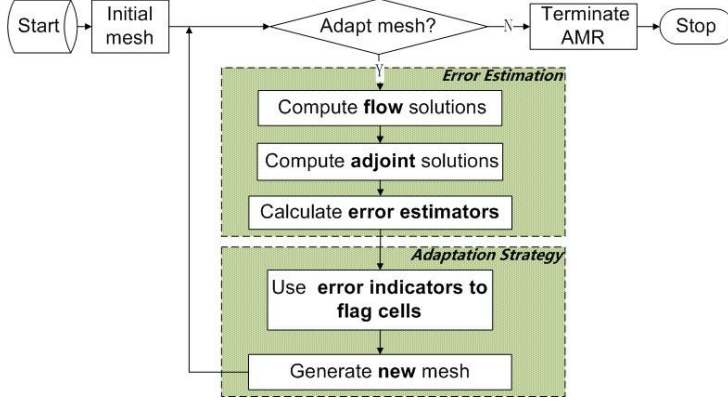 Start
Initial
mesh
Adapt mesh?
N
Terminate
AMR
Stop
Y
Error Estimation
Compute flow solutions
Compute adjoint solutions
Calculate error estimators
Adaptation Strategy
Use error indicators to
flag cells
Generate new mesh